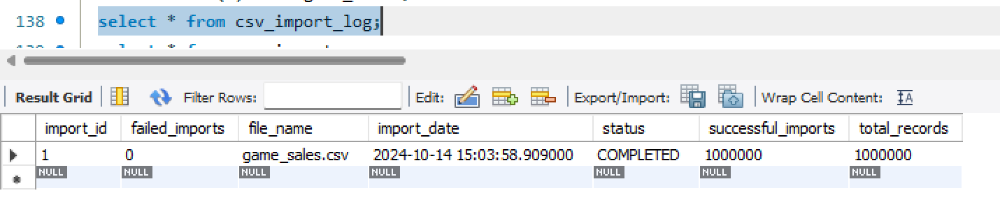 138 select * from csv_import_log;
Result Grid Filter Rows: Edit: Export/Import: Wrap Cell Content:
import_id failed_imports file_name import_date status successful_imports total_records
1 0 game_sales.csv 2024-10-14 15:03:58.909000 COMPLETED 1000000 1000000
NULL NULL NULL NULL NULL NULL NULL